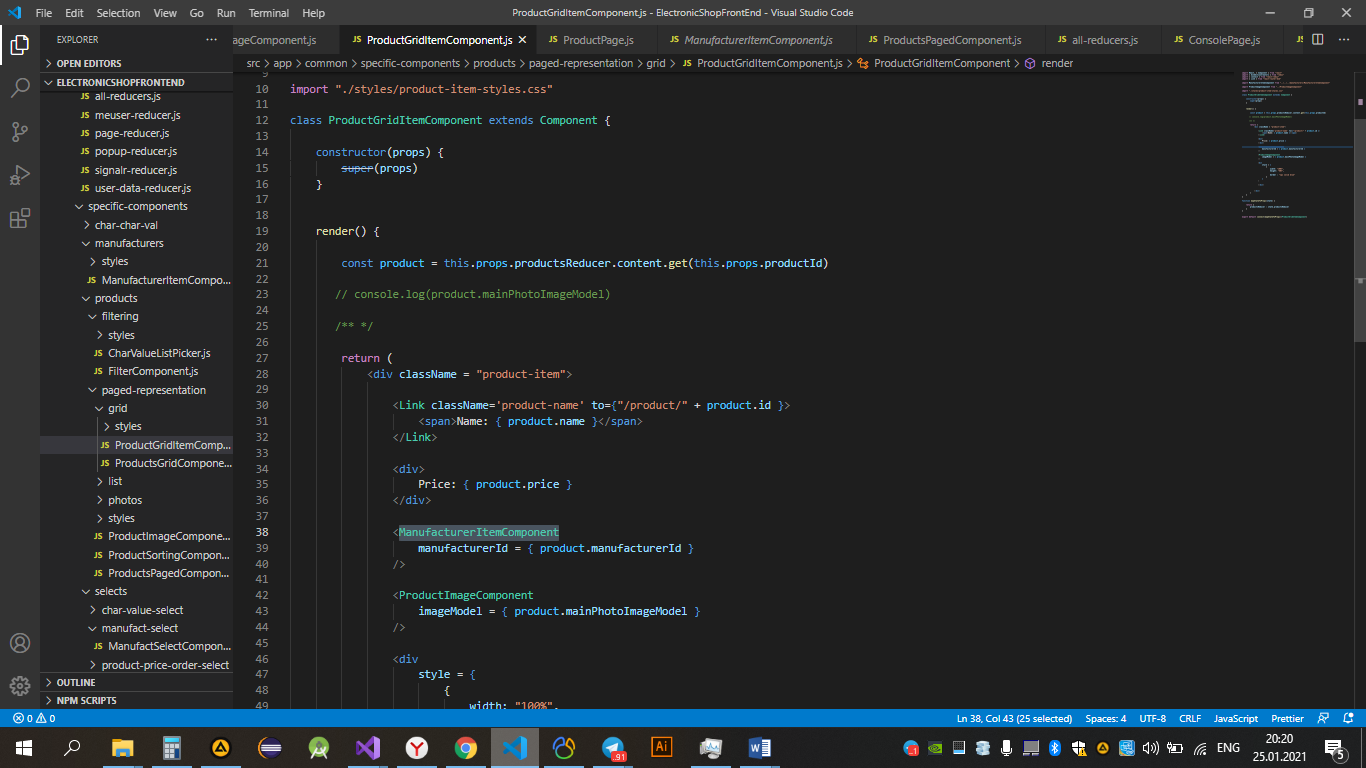 File Edit Selection View Go Run Terminal Help
ProductGridItemComponent.js - ElectronicShopFrontEnd - Visual Studio Code
EXPLORER
ageComponent.js
JS ProductGridItemComponent.js
JS ProductPage.js
JS ManufacturerItemComponent.js
JS ProductsPagedComponent.js
JS all-reducers.js
JS ConsolePage.js
OPEN EDITORS
src > app > common > specific-components > products > paged-representation > grid > JS ProductGridItemComponent.js > ProductGridItemComponent > render
ELECTRONICSHOPFRONTEND
all-reducers.js
JS meuser-reducer.js
JS page-reducer.js
JS popup-reducer.js
JS signalr-reducer.js
JS user-data-reducer.js
specific-components
char-char-val
manufacturers
styles
JS ManufacturerItemCompo...
products
filtering
styles
JS CharValueListPicker.js
JS FilterComponent.js
paged-representation
grid
styles
JS ProductGridItemComp...
JS ProductsGridCompone...
list
photos
styles
JS ProductImageCompone...
JS ProductSortingCompon...
JS ProductsPagedCompon...
selects
char-value-select
manufact-select
JS ManufactSelectCompon...
product-price-order-select
OUTLINE
NPM SCRIPTS
9
10 import "./styles/product-item-styles.css"
11
12 class ProductGridItemComponent extends Component {
13
14 constructor(props) {
15 super(props)
16 }
17
18
19 render() {
20
21 const product = this.props.productsReducer.content.get(this.props.productId)
22
23 // console.log(product.mainPhotoImageModel)
24
25 /** */
26
27 return (
28 <div className = "product-item">
29
30 <Link className='product-name' to={"/product/" + product.id }>
31 <span>Name: { product.name }</span>
32 </Link>
33
34 <div>
35 Price: { product.price }
36 </div>
37
38 <ManufacturerItemComponent
39 manufacturerId = { product.manufacturerId }
40 />
41
42 <ProductImageComponent
43 imageModel = { product.mainPhotoImageModel }
44 />
45
46 <div
47 style = {
48 {
49 width: "100%",
0 0 Ln 38, Col 43 (25 selected) Spaces: 4 UTF-8 CRLF JavaScript Prettier
91
Ai
ENG
20:20
25.01.2021
5